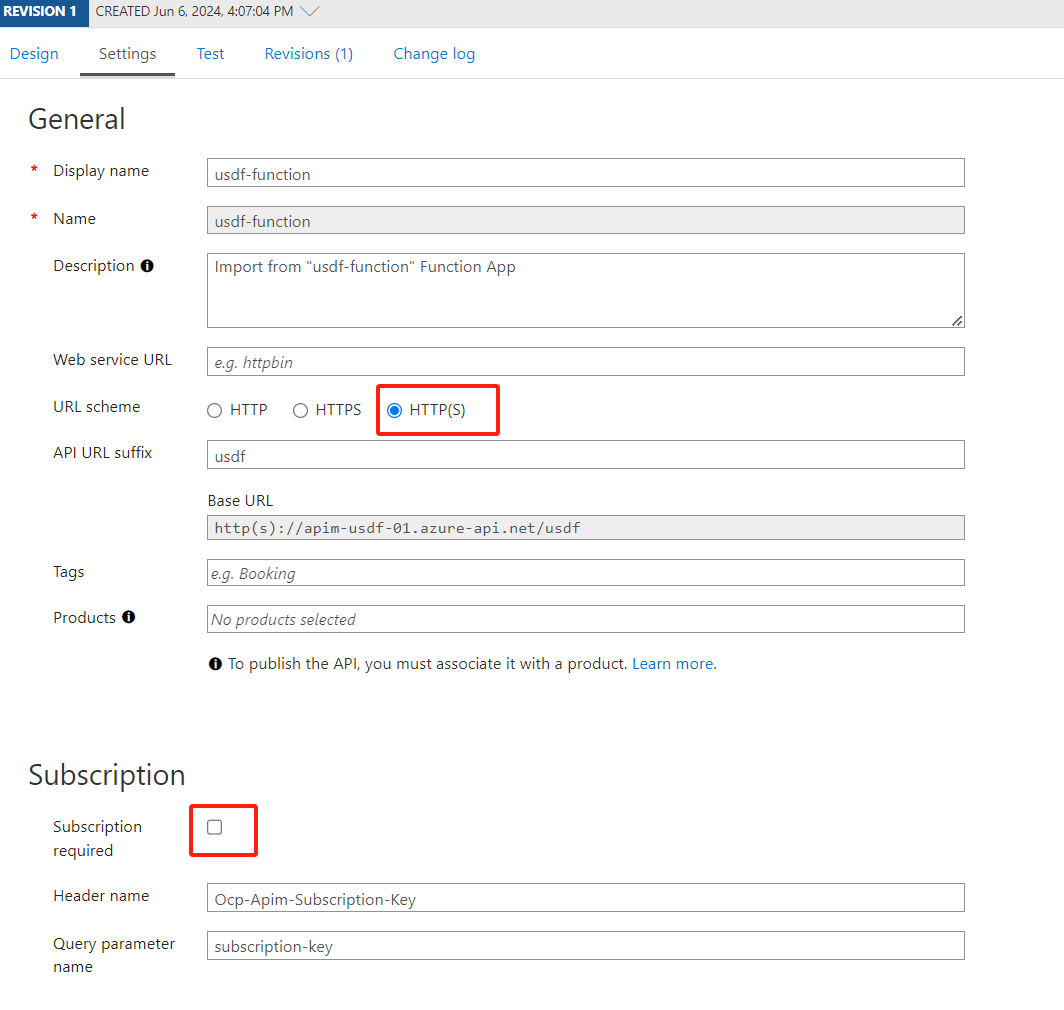 REVISION 1 CREATED Jun 6, 2024, 4:07:04 PM
Design Settings Test Revisions (1) Change log
General
* Display name usdf-function
* Name usdf-function
Description Import from "usdf-function" Function App
Web service URL e.g. httpbin
URL scheme HTTP HTTPS HTTP(S)
API URL suffix usdf
Base URL
http(s)://apim-usdf-01.azure-api.net/usdf
Tags e.g. Booking
Products No products selected
To publish the API, you must associate it with a product. Learn more.
Subscription
Subscription
required
Header name Ocp-Apim-Subscription-Key
Query parameter
name
subscription-key